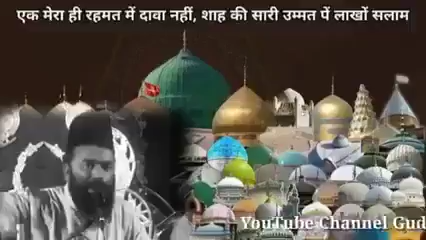 एक मेरा ही रहमत में दावा नहीं, शाह की सारी उम्मत पें लाखों सलाम
YouTube Channel Gud